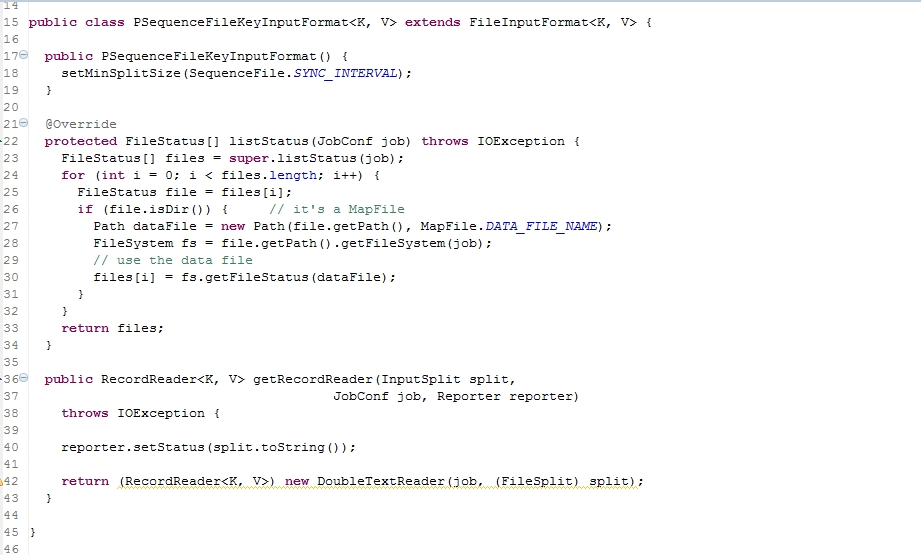 14
15 public class PSequenceFileKeyInputFormat<K, V> extends FileInputFormat<K, V> {
16
17 public PSequenceFileKeyInputFormat() {
18 setMinSplitSize(SequenceFile.SYNC_INTERVAL);
19 }
20
21 @Override
22 protected FileStatus[] listStatus(JobConf job) throws IOException {
23 FileStatus[] files = super.listStatus(job);
24 for (int i = 0; i < files.length; i++) {
25 FileStatus file = files[i];
26 if (file.isDir()) { // it's a MapFile
27 Path dataFile = new Path(file.getPath(), MapFile.DATA_FILE_NAME);
28 FileSystem fs = file.getPath().getFileSystem(job);
29 // use the data file
30 files[i] = fs.getFileStatus(dataFile);
31 }
32 }
33 return files;
34 }
35
36 public RecordReader<K, V> getRecordReader(InputSplit split,
37 JobConf job, Reporter reporter)
38 throws IOException {
39
40 reporter.setStatus(split.toString());
41
42 return (RecordReader<K, V>) new DoubleTextReader(job, (FileSplit) split);
43 }
44
45 }
46